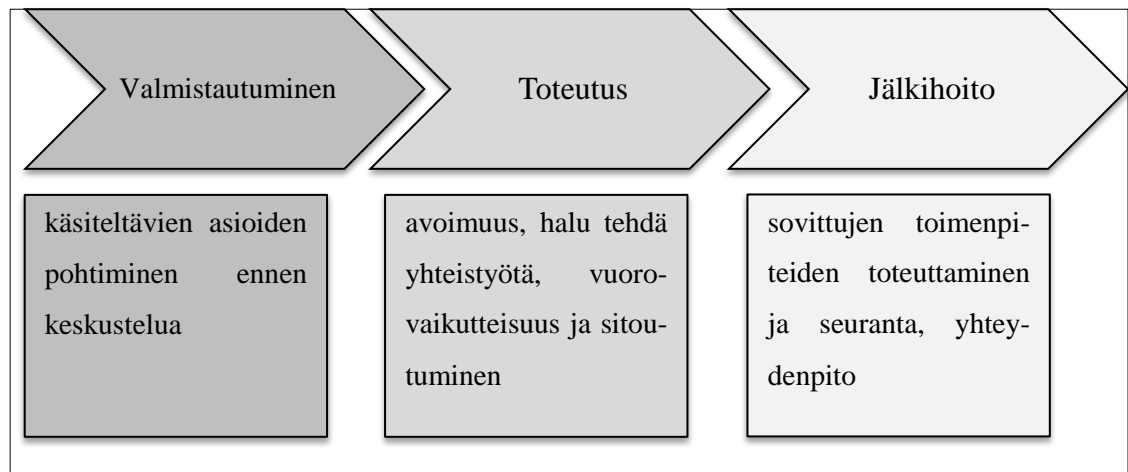 Valmistautuminen
Toteutus
Jälkihoito
käsiteltävien asioiden
pohtiminen ennen
keskustelua
avoimuus, halu tehdä
yhteistyötä, vuoro-
vaikutteisuus ja sitou-
tuminen
sovittujen toimenpi-
teiden toteuttaminen
ja seuranta, yhtey-
denpito